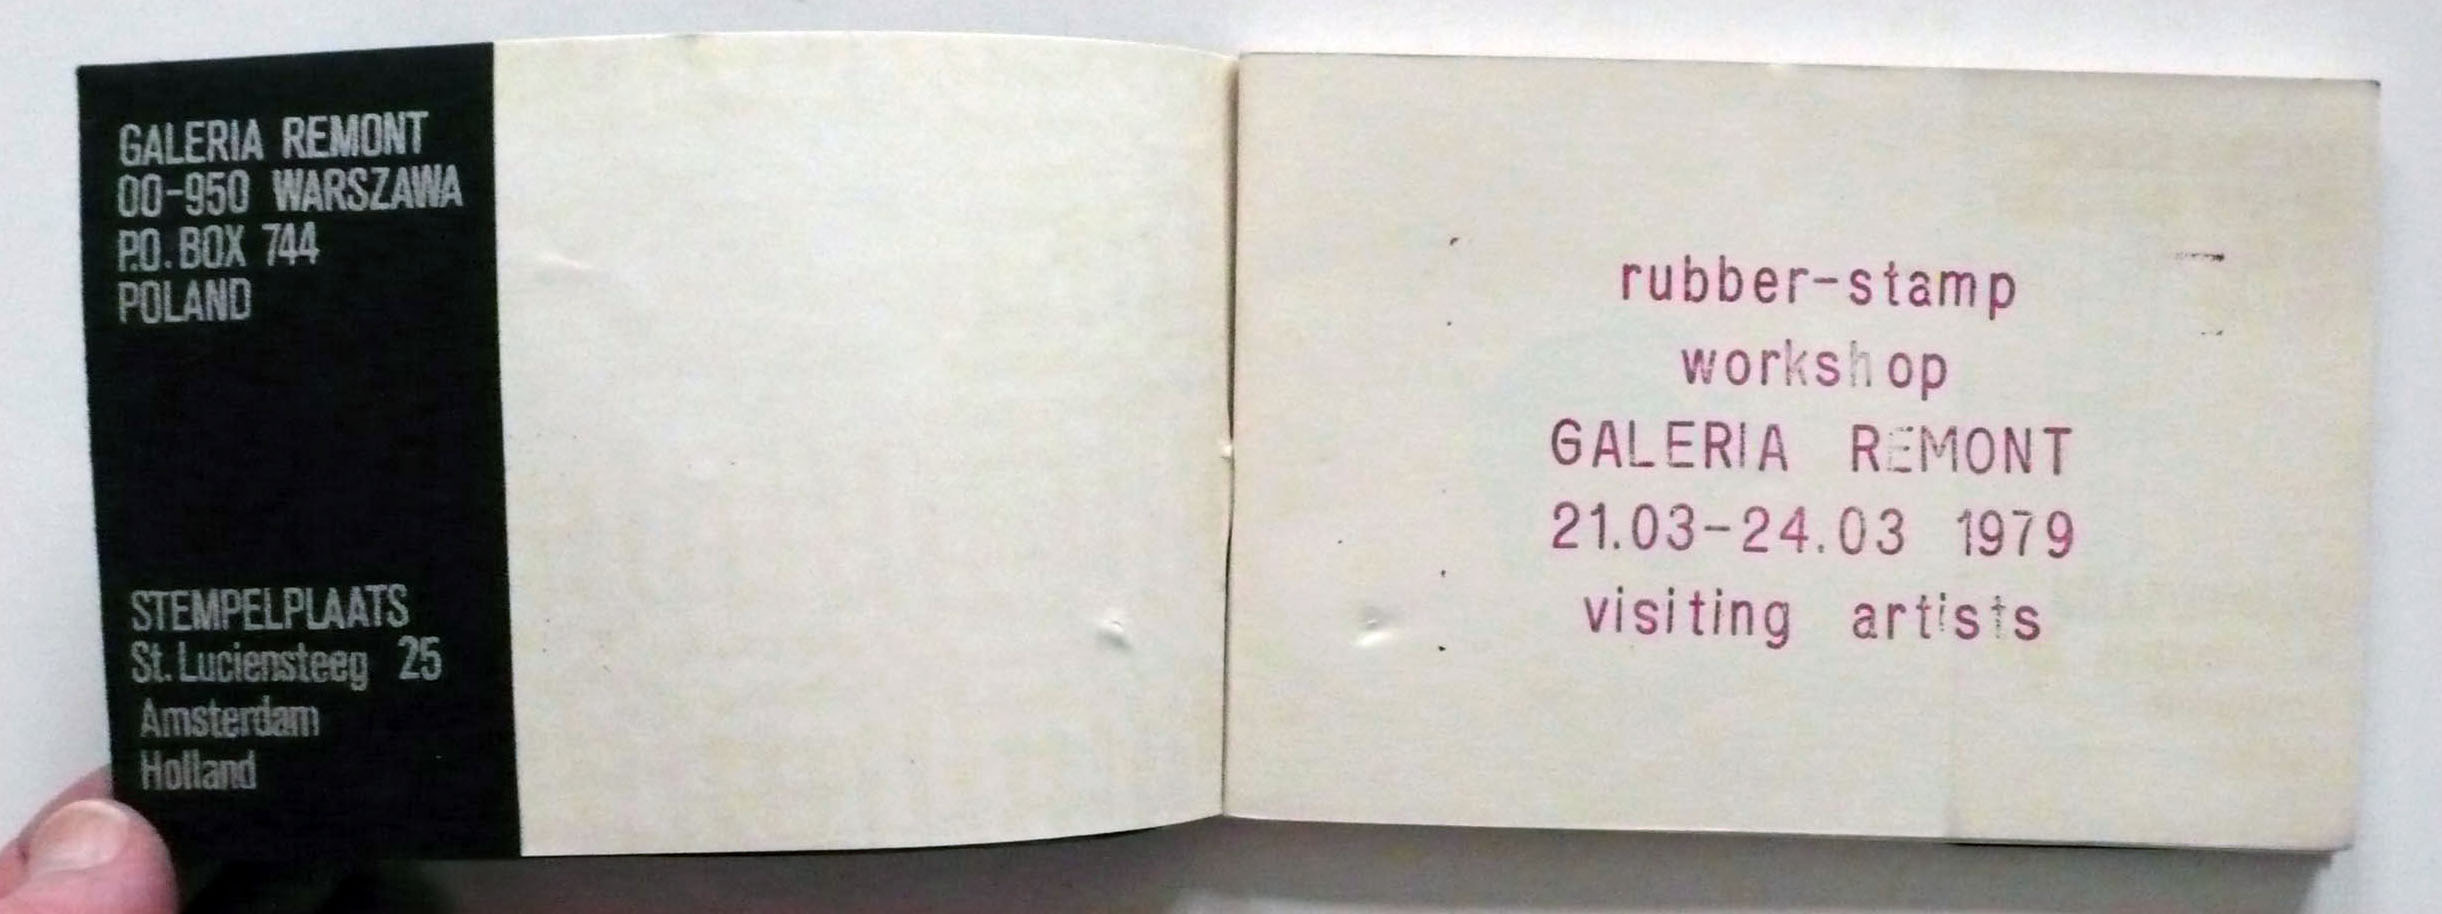 GALERIA REMONT
00-950 WARSZAWA
P.O. BOX 744
POLAND
STEMPELPLAATS
St. Luciensteeg 25
Amsterdam
Holland
rubber-stamp
workshop
GALERIA REMONT
21.03-24.03 1979
visiting artists